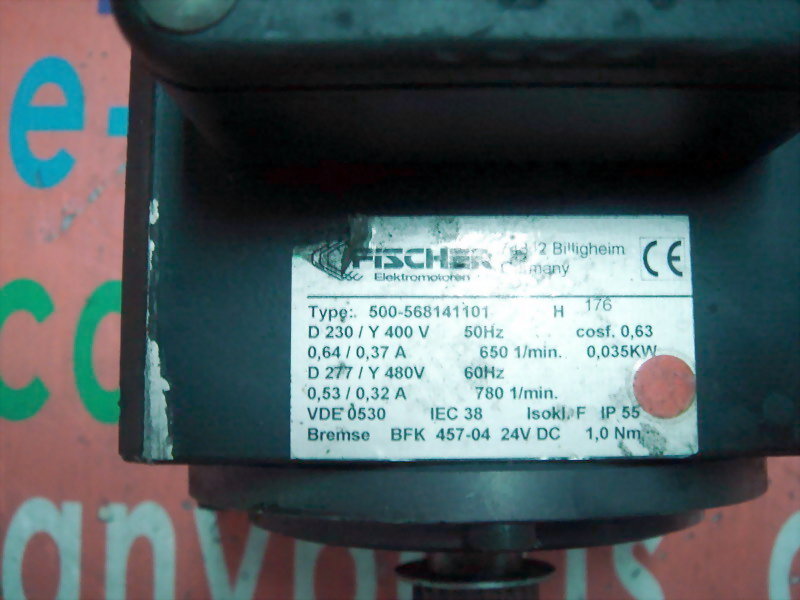 e-
co
FISCHER Billigheim
Elektromotoren Germany
CE
Type: 500-568141101 H 176
D 230 / Y 400 V 50Hz cosf. 0,63
0,64 / 0,37 A 650 1/min. 0,035KW
D 277 / Y 480V 60Hz
0,53 / 0,32 A 780 1/min.
VDE 0530 IEC 38 Isokl. F IP 55
Bremse BFK 457-04 24V DC 1,0 Nm